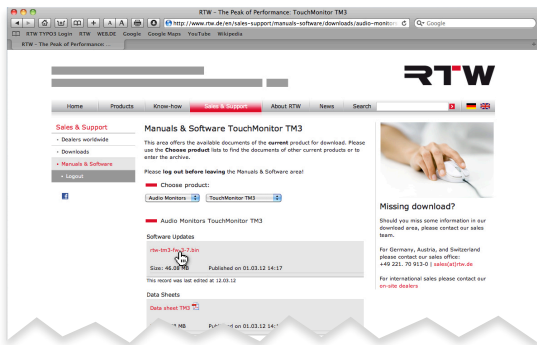 RTW - The Peak of Performance: TouchMonitor TM3
http://www.rtw.de/en/sales-support/manuals-software/downloads/audio-monitor
Google
RTW TYPO3 Login RTW WEB.DE Google Google Maps YouTube Wikipedia
RTW - The Peak of Performance: ...
RTW
Home Products Know-how Sales & Support About RTW News Search
Sales & Support
Dealers worldwide
Downloads
Manuals & Software
Logout
Manuals & Software TouchMonitor TM3
This area offers the available documents of the current product for download. Please
use the Choose product lists to find the documents of other current products or to
enter the archive.
Please log out before leaving the Manuals & Software area!
Choose product:
Audio Monitors TouchMonitor TM3
Audio Monitors TouchMonitor TM3
Software Updates
rtw-tm3-fw-2-7.bin
Size: 46.08 MB Published on 01.03.12 14:17
This record was last edited at 12.03.12
Data Sheets
Data sheet TM3
MB Published on 01.03.12 14:
Missing download?
Should you miss some information in our
download area, please contact our sales
team.
For Germany, Austria, and Switzerland
please contact our sales office:
+49 221. 70 913-0 | sales(at)rtw.de
For international sales please contact our
on-site dealers